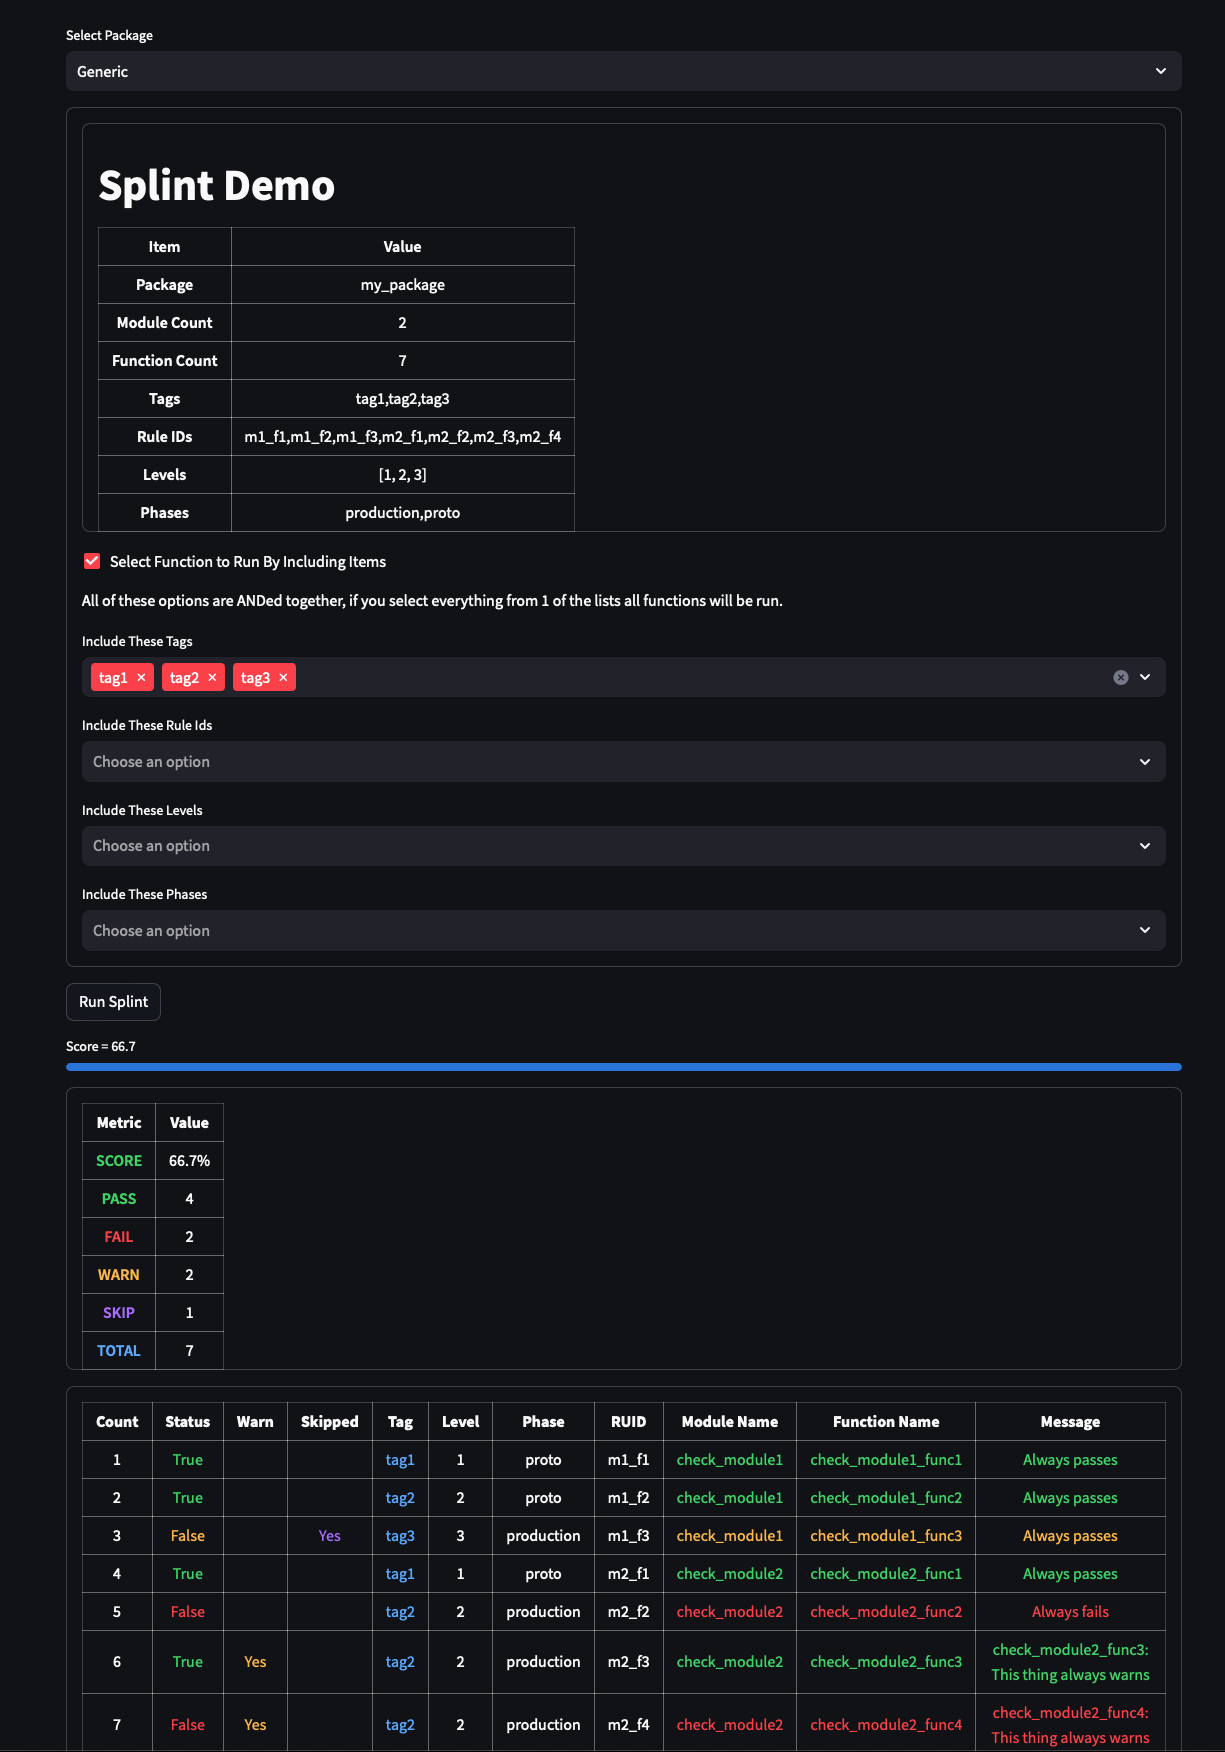 Select Package
Generic
Splint Demo
Item Value
Package my_package
Module Count 2
Function Count 7
Tags tag1,tag2,tag3
Rule IDs m1_f1,m1_f2,m1_f3,m2_f1,m2_f2,m2_f3,m2_f4
Levels [1, 2, 3]
Phases production,proto
Select Function to Run By Including Items
All of these options are ANDed together, if you select everything from 1 of the lists all functions will be run.
Include These Tags
tag1 × tag2 × tag3 ×
Include These Rule Ids
Choose an option
Include These Levels
Choose an option
Include These Phases
Choose an option
Run Splint
Score = 66.7
Metric Value
SCORE 66.7%
PASS 4
FAIL 2
WARN 2
SKIP 1
TOTAL 7
Count Status Warn Skipped Tag Level Phase RUID Module Name Function Name Message
1 True tag1 1 proto m1_f1 check_module1 check_module1_func1 Always passes
2 True tag2 2 proto m1_f2 check_module1 check_module1_func2 Always passes
3 False Yes tag3 3 production m1_f3 check_module1 check_module1_func3 Always passes
4 True tag1 1 proto m2_f1 check_module2 check_module2_func1 Always passes
5 False tag2 2 production m2_f2 check_module2 check_module2_func2 Always fails
6 True Yes tag2 2 production m2_f3 check_module2 check_module2_func3 check_module2_func3:
This thing always warns
7 False Yes tag2 2 production m2_f4 check_module2 check_module2_func4 check_module2_func4:
This thing always warns